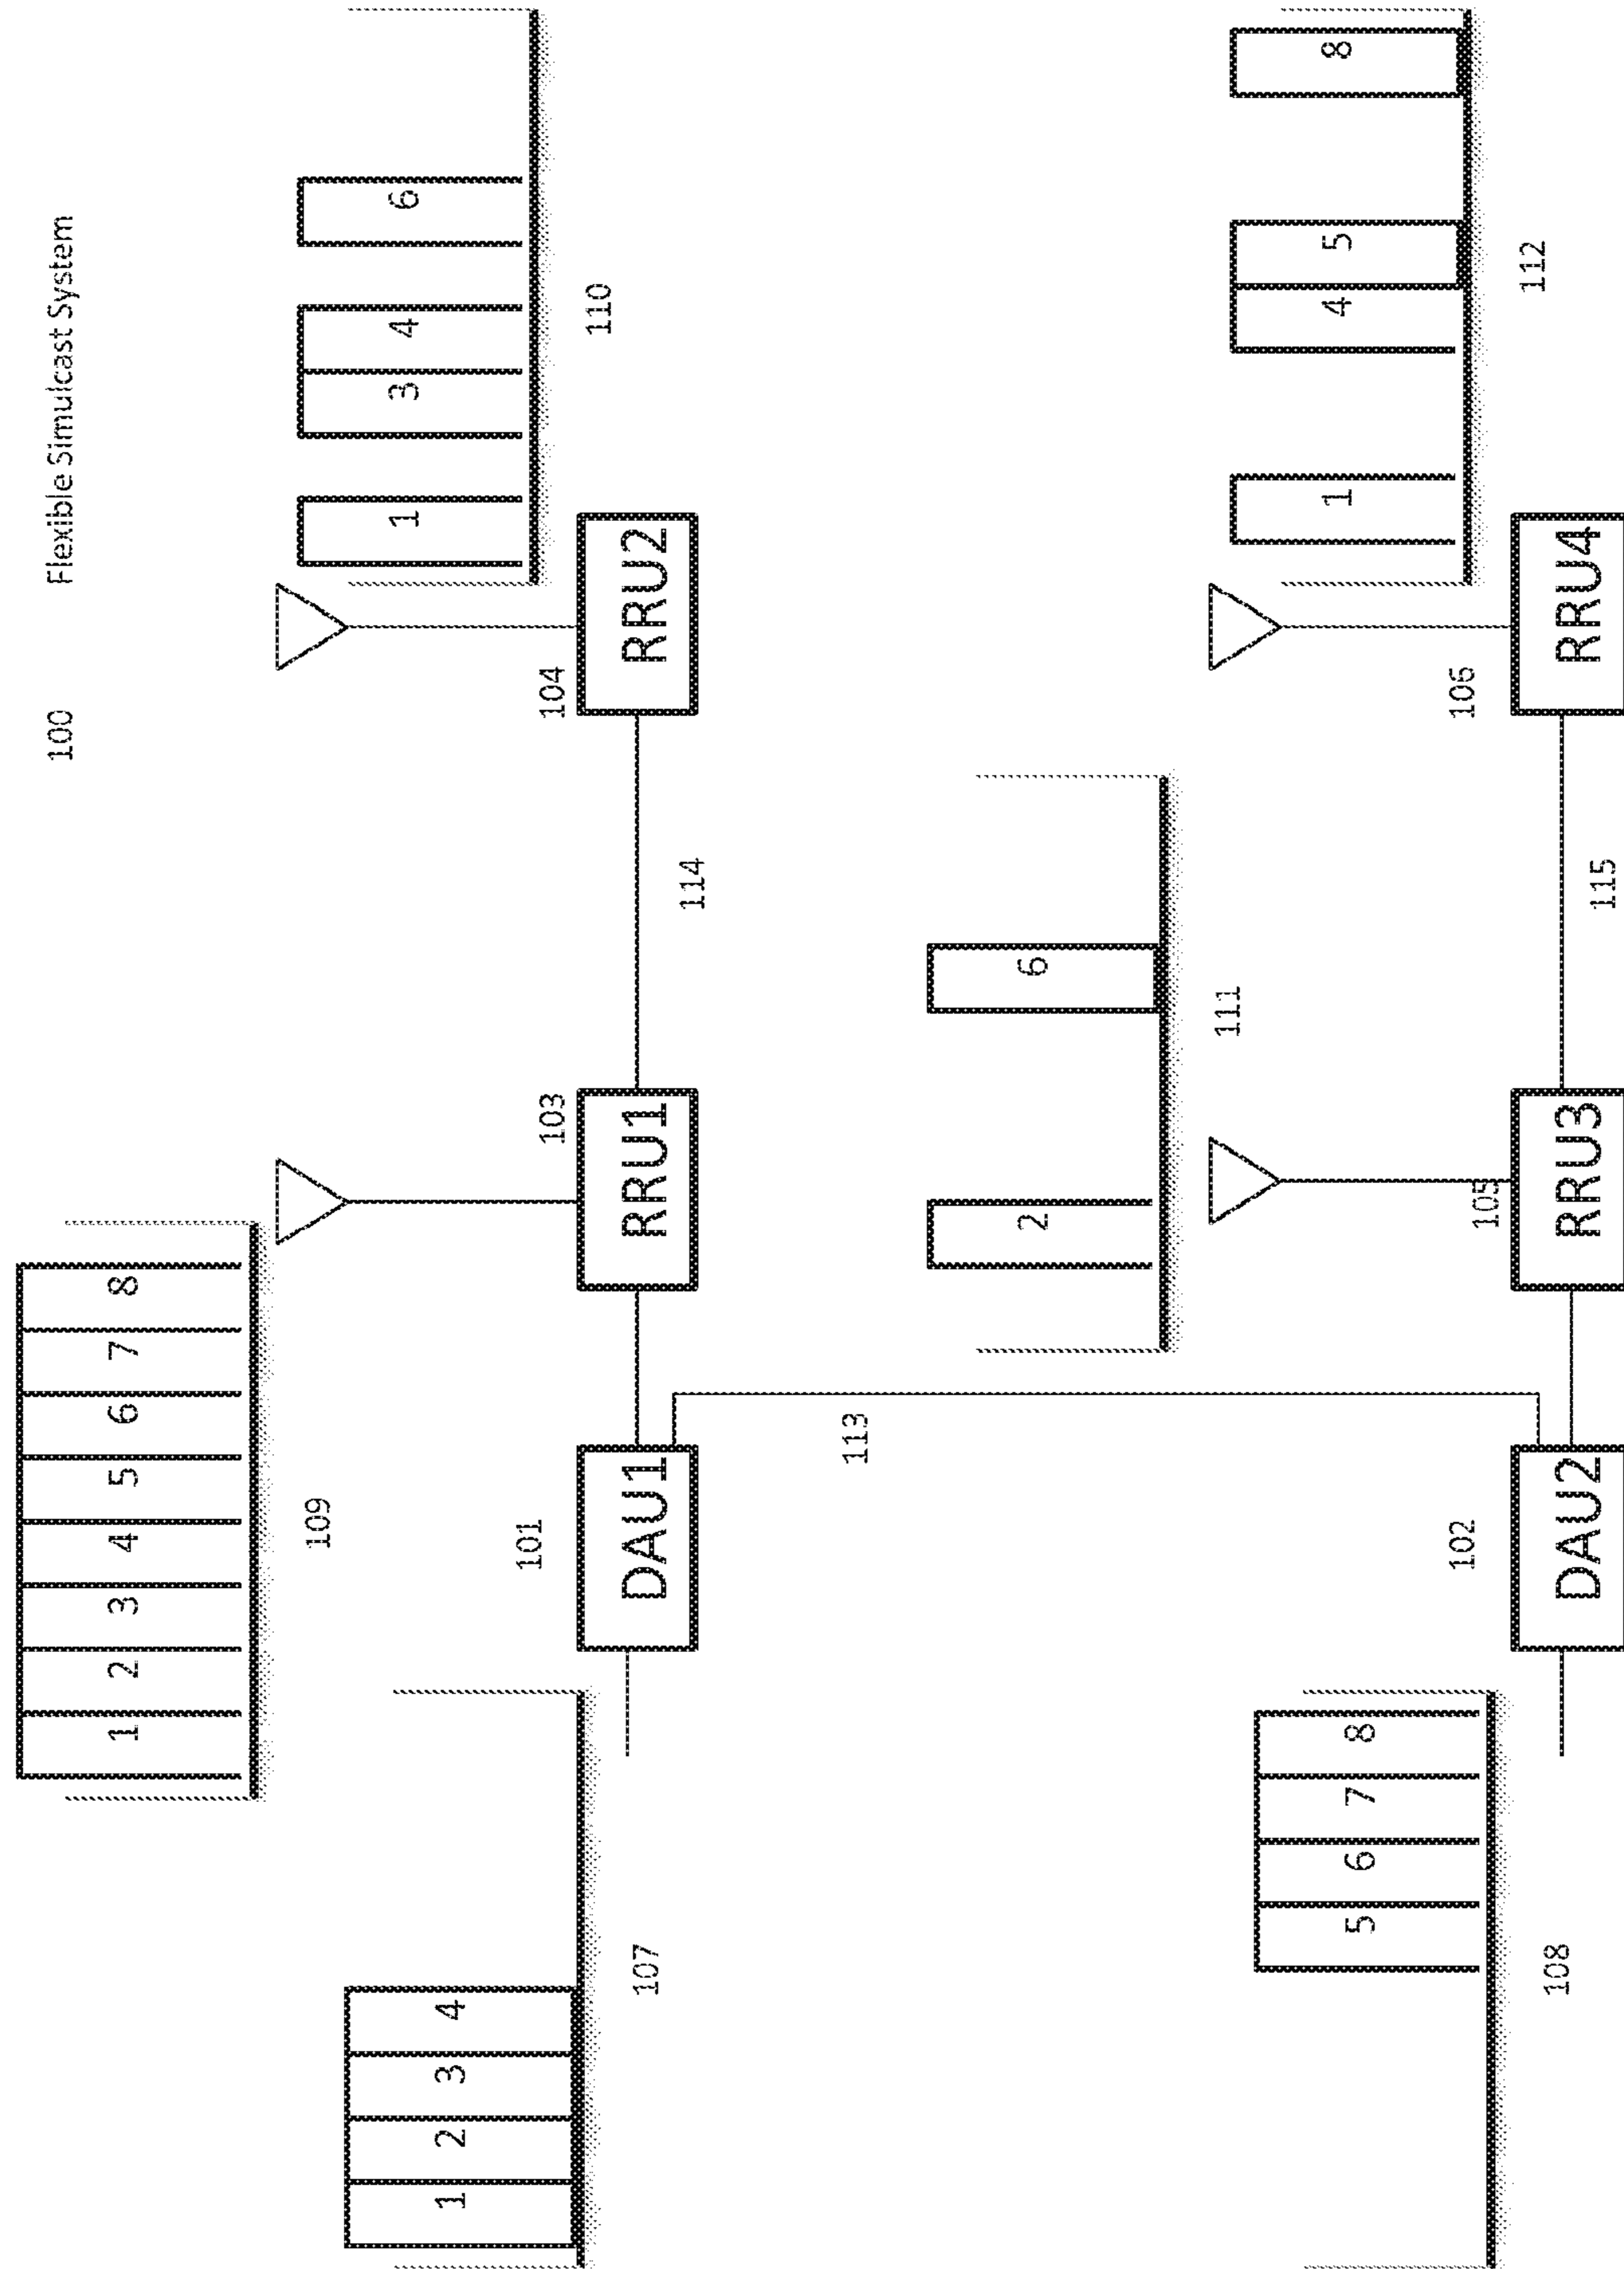 100 Flexible Simulcast System
1 2 3 4 5 6 7 8
109
1 3 4 6
110
1 2 3 4
107
101
DAU1
103
RRU1
114
104
RRU2
113
2 6
111
5 6 7 8
108
102
DAU2
105
RRU3
115
106
RRU4
1 4 5 8
112